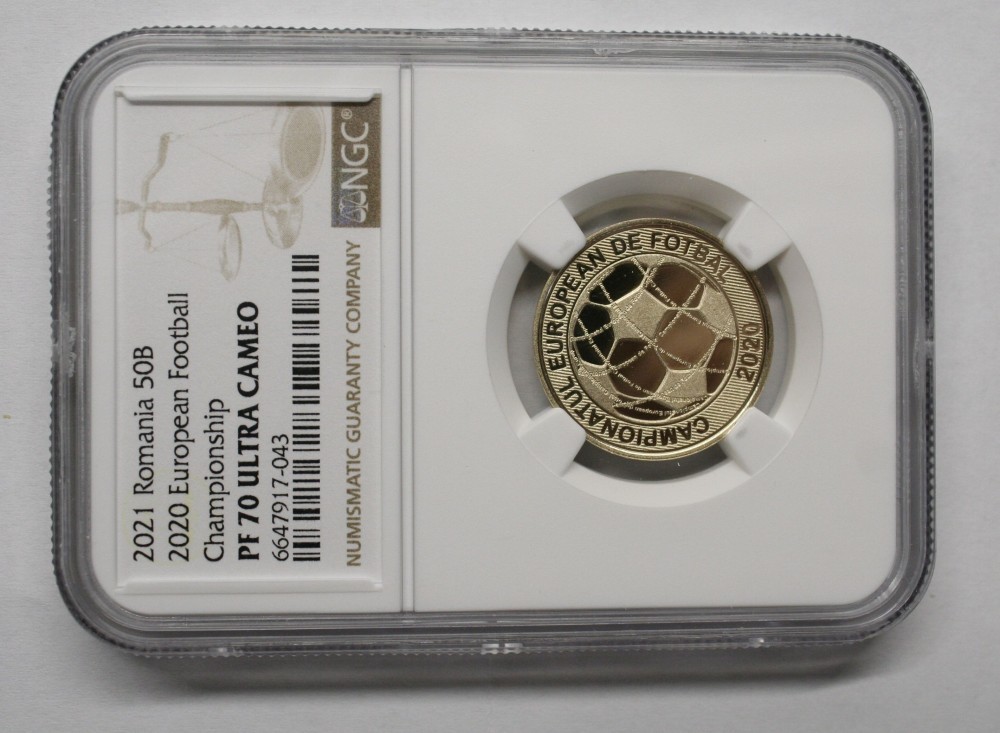 NGC®
NUMISMATIC GUARANTY COMPANY
2021 Romania 50B
2020 European Football
Championship
PF 70 ULTRA CAMEO
6647917-043
CAMPIONATUL EUROPEAN DE FOTBAL
2020